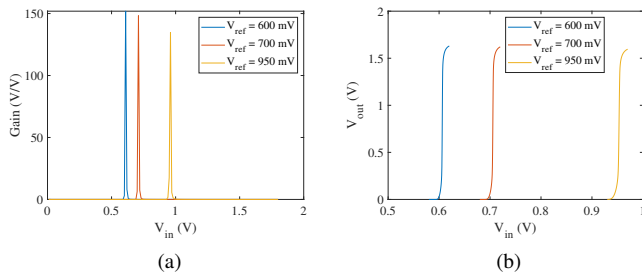 150
100
50
0
Gain (V/V)
0 0.5 1 1.5 2
V_in (V)
V_ref = 600 mV
V_ref = 700 mV
V_ref = 950 mV
(a)
2
1.5
1
0.5
0
V_out (V)
0.5 0.6 0.7 0.8 0.9 1
V_in (V)
V_ref = 600 mV
V_ref = 700 mV
V_ref = 950 mV
(b)